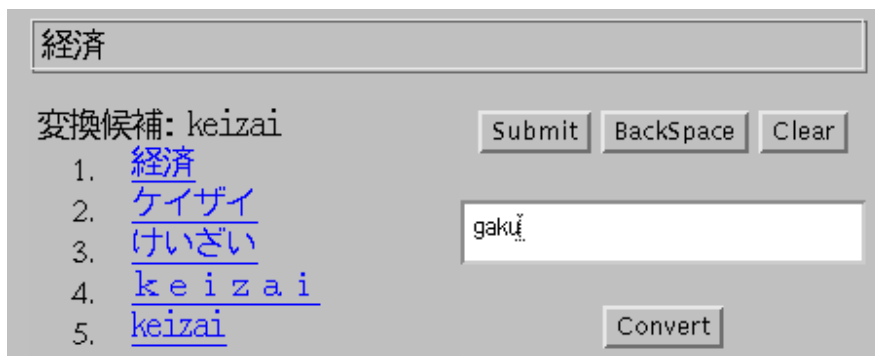 経済
変換候補: keizai
1. 経済
2. ケイザイ
3. けいざい
4. ｋｅｉｚａｉ
5. keizai
Submit BackSpace Clear
gaku
Convert